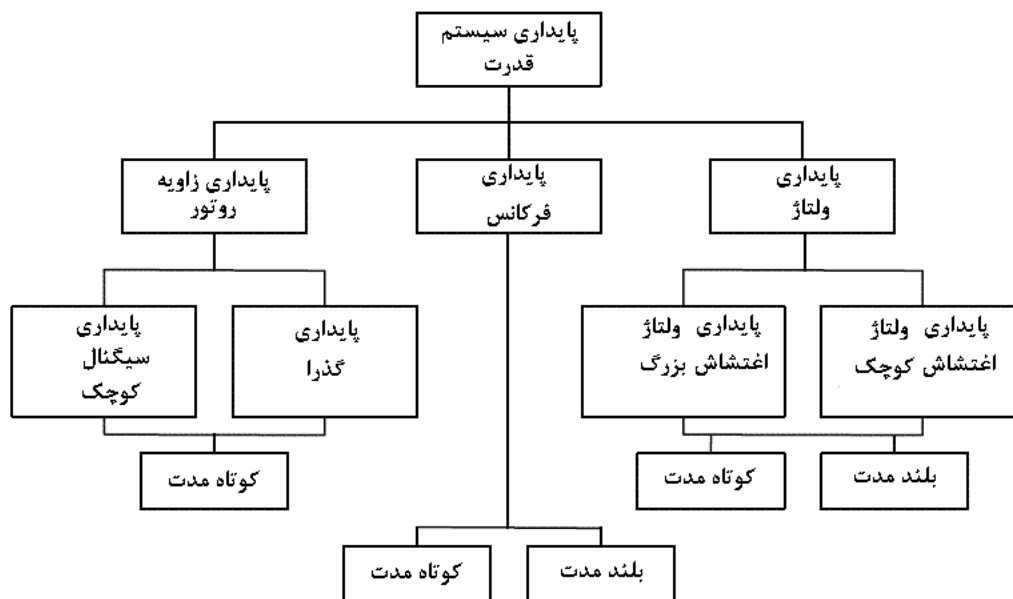 پایداری سیستم
قدرت
پایداری
ولتاژ
پایداری
فرکانس
پایداری زاویه
روتور
پایداری ولتاژ
اغتشاش کوچک
پایداری ولتاژ
اغتشاش بزرگ
پایداری
گذرا
پایداری
سیگنال
کوچک
بلند مدت
کوتاه مدت
کوتاه مدت
بلند مدت
کوتاه مدت